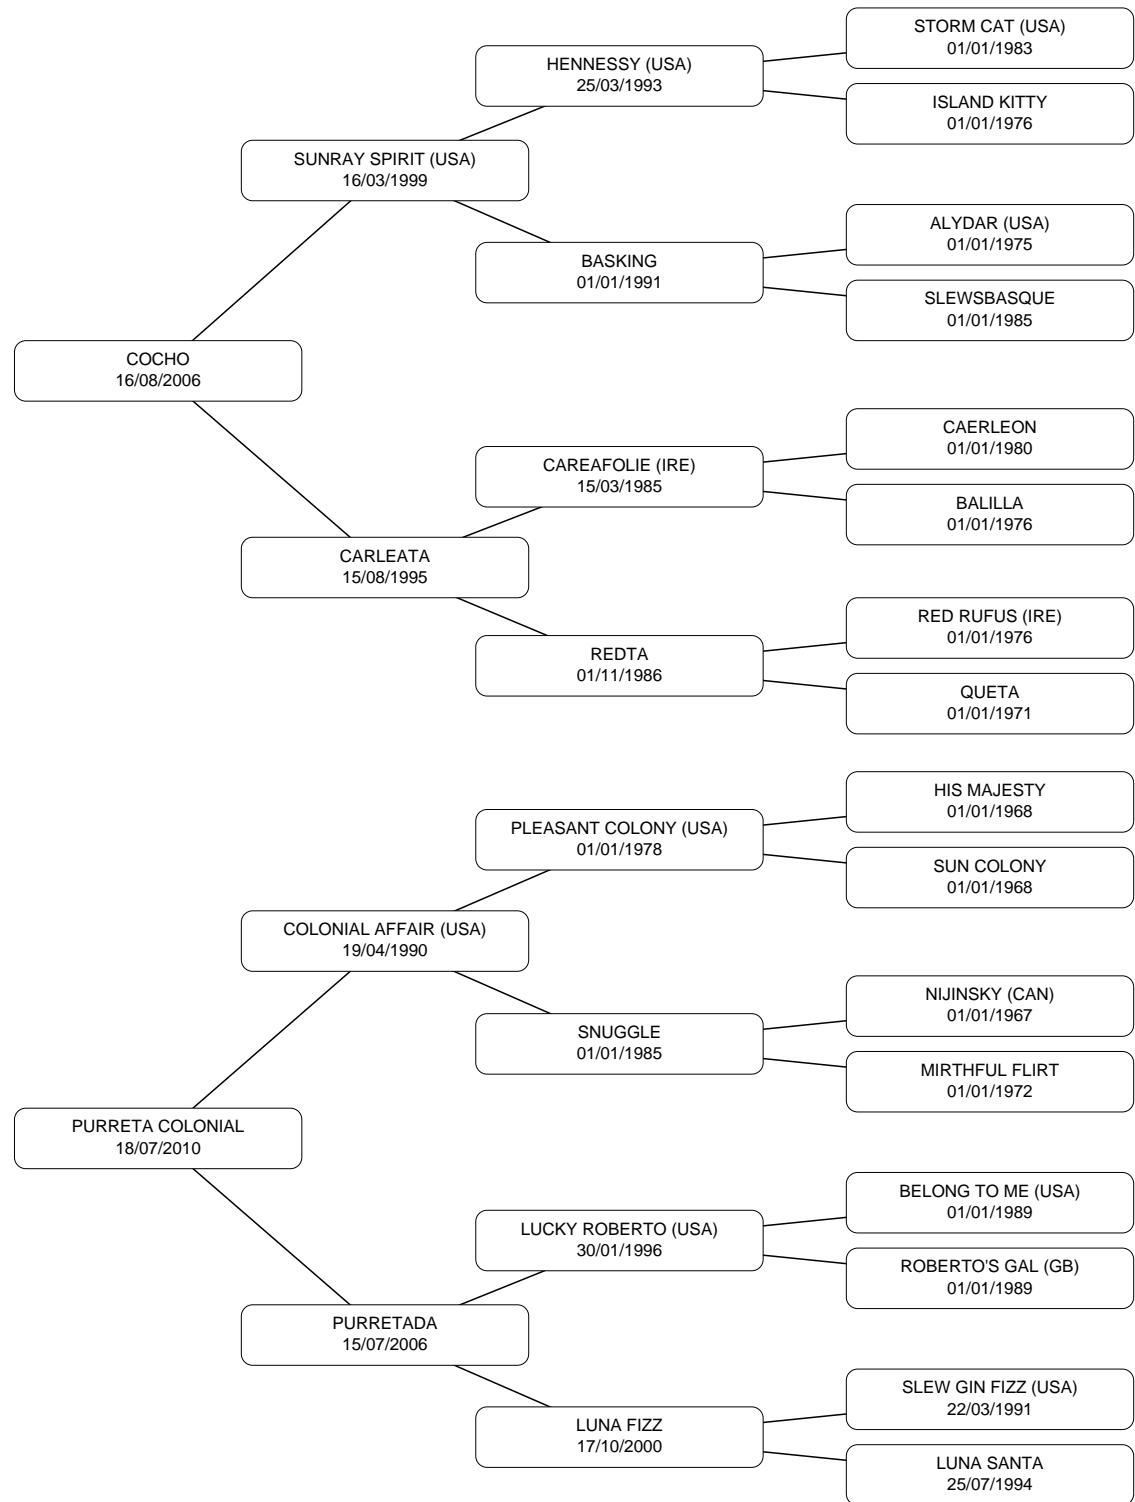 STORM CAT (USA)
01/01/1983
HENNESSY (USA)
25/03/1993
ISLAND KITTY
01/01/1976
SUNRAY SPIRIT (USA)
16/03/1999
ALYDAR (USA)
01/01/1975
BASKING
01/01/1991
SLEWSBASQUE
01/01/1985
COCHO
16/08/2006
CAERLEON
01/01/1980
CAREAFOLIE (IRE)
15/03/1985
BALILLA
01/01/1976
CARLEATA
15/08/1995
RED RUFUS (IRE)
01/01/1976
REDTA
01/11/1986
QUETA
01/01/1971
HIS MAJESTY
01/01/1968
PLEASANT COLONY (USA)
01/01/1978
SUN COLONY
01/01/1968
COLONIAL AFFAIR (USA)
19/04/1990
NIJINSKY (CAN)
01/01/1967
SNUGGLE
01/01/1985
MIRTHFUL FLIRT
01/01/1972
PURRETA COLONIAL
18/07/2010
BELONG TO ME (USA)
01/01/1989
LUCKY ROBERTO (USA)
30/01/1996
ROBERTO'S GAL (GB)
01/01/1989
PURRETADA
15/07/2006
SLEW GIN FIZZ (USA)
22/03/1991
LUNA FIZZ
17/10/2000
LUNA SANTA
25/07/1994